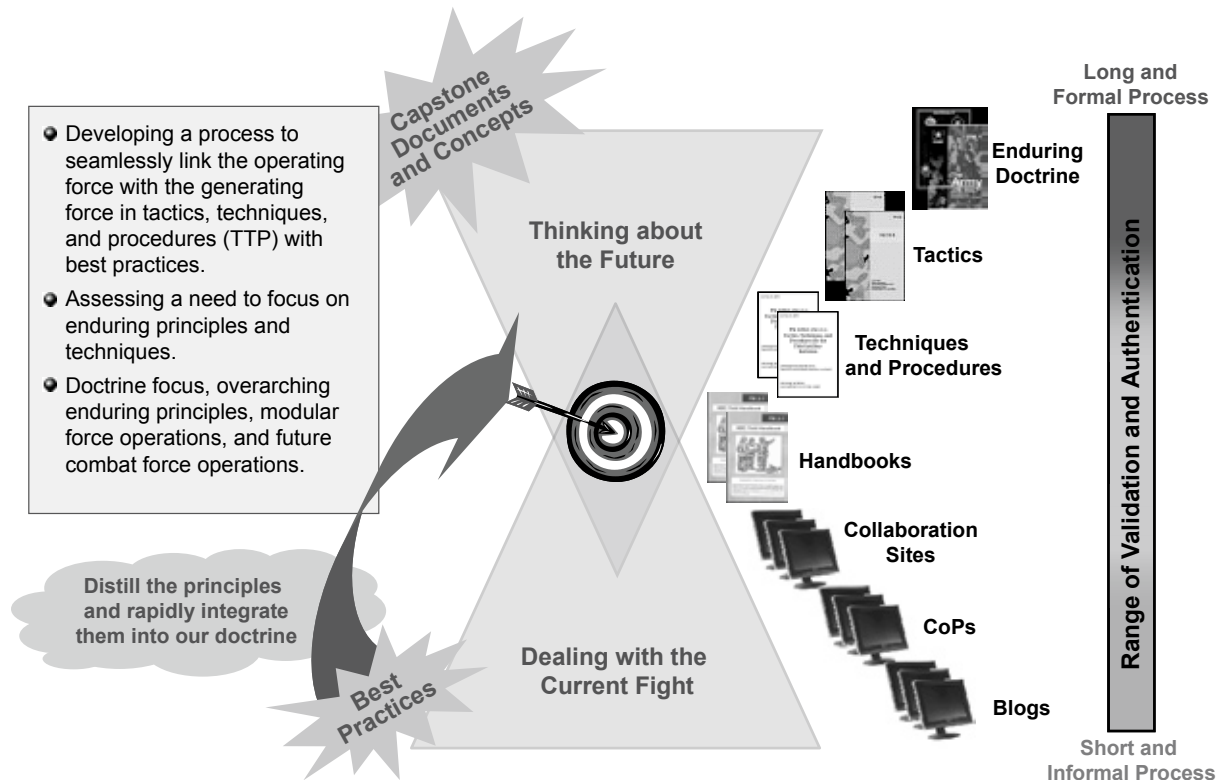 Capstone
Documents
and Concepts
Developing a process to
seamlessly link the operating
force with the generating
force in tactics, techniques,
and procedures (TTP) with
best practices.
Assessing a need to focus on
enduring principles and
techniques.
Doctrine focus, overarching
enduring principles, modular
force operations, and future
combat force operations.
Distill the principles
and rapidly integrate
them into our doctrine
Best
Practices
Thinking about
the Future
Dealing with the
Current Fight
Army
Enduring
Doctrine
Tactics
Techniques
and Procedures
Handbooks
Collaboration
Sites
CoPs
Blogs
Long and
Formal Process
Range of Validation and Authentication
Short and
Informal Process